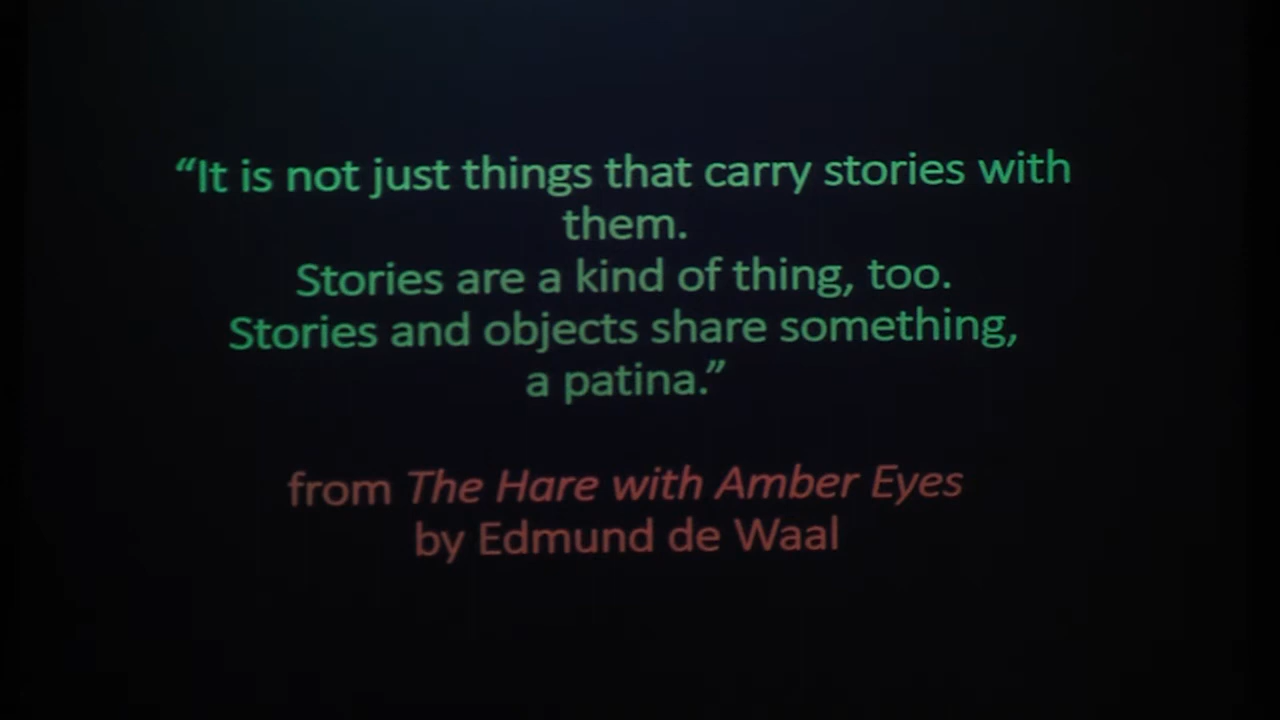 “It is not just things that carry stories with
them.
Stories are a kind of thing, too.
Stories and objects share something,
a patina.”
from The Hare with Amber Eyes
by Edmund de Waal